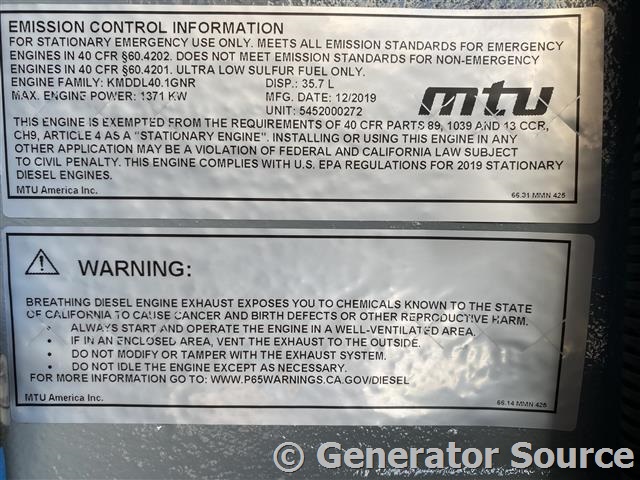 EMISSION CONTROL INFORMATION
FOR STATIONARY EMERGENCY USE ONLY. MEETS ALL EMISSION STANDARDS FOR EMERGENCY
ENGINES IN 40 CFR §60.4202. DOES NOT MEET EMISSION STANDARDS FOR NON-EMERGENCY
ENGINES IN 40 CFR §60.4201. ULTRA LOW SULFUR FUEL ONLY.
ENGINE FAMILY: KMDDL40.1GNR DISP.: 35.7 L
MAX. ENGINE POWER: 1371 KW MFG. DATE: 12/2019
UNIT: 5452000272
mtu
THIS ENGINE IS EXEMPTED FROM THE REQUIREMENTS OF 40 CFR PARTS 89, 1039 AND 13 CCR,
CH9, ARTICLE 4 AS A "STATIONARY ENGINE". INSTALLING OR USING THIS ENGINE IN ANY
OTHER APPLICATION MAY BE A VIOLATION OF FEDERAL AND CALIFORNIA LAW SUBJECT
TO CIVIL PENALTY. THIS ENGINE COMPLIES WITH U.S. EPA REGULATIONS FOR 2019 STATIONARY
DIESEL ENGINES.
MTU America Inc. 66.31 MMN 425
WARNING:
BREATHING DIESEL ENGINE EXHAUST EXPOSES YOU TO CHEMICALS KNOWN TO THE STATE
OF CALIFORNIA TO CAUSE CANCER AND BIRTH DEFECTS OR OTHER REPRODUCTIVE HARM.
• ALWAYS START AND OPERATE THE ENGINE IN A WELL-VENTILATED AREA.
• IF IN AN ENCLOSED AREA, VENT THE EXHAUST TO THE OUTSIDE.
• DO NOT MODIFY OR TAMPER WITH THE EXHAUST SYSTEM.
• DO NOT IDLE THE ENGINE EXCEPT AS NECESSARY.
FOR MORE INFORMATION GO TO: WWW.P65WARNINGS.CA.GOV/DIESEL
MTU America Inc. 66.14 MMN 425
© Generator Source